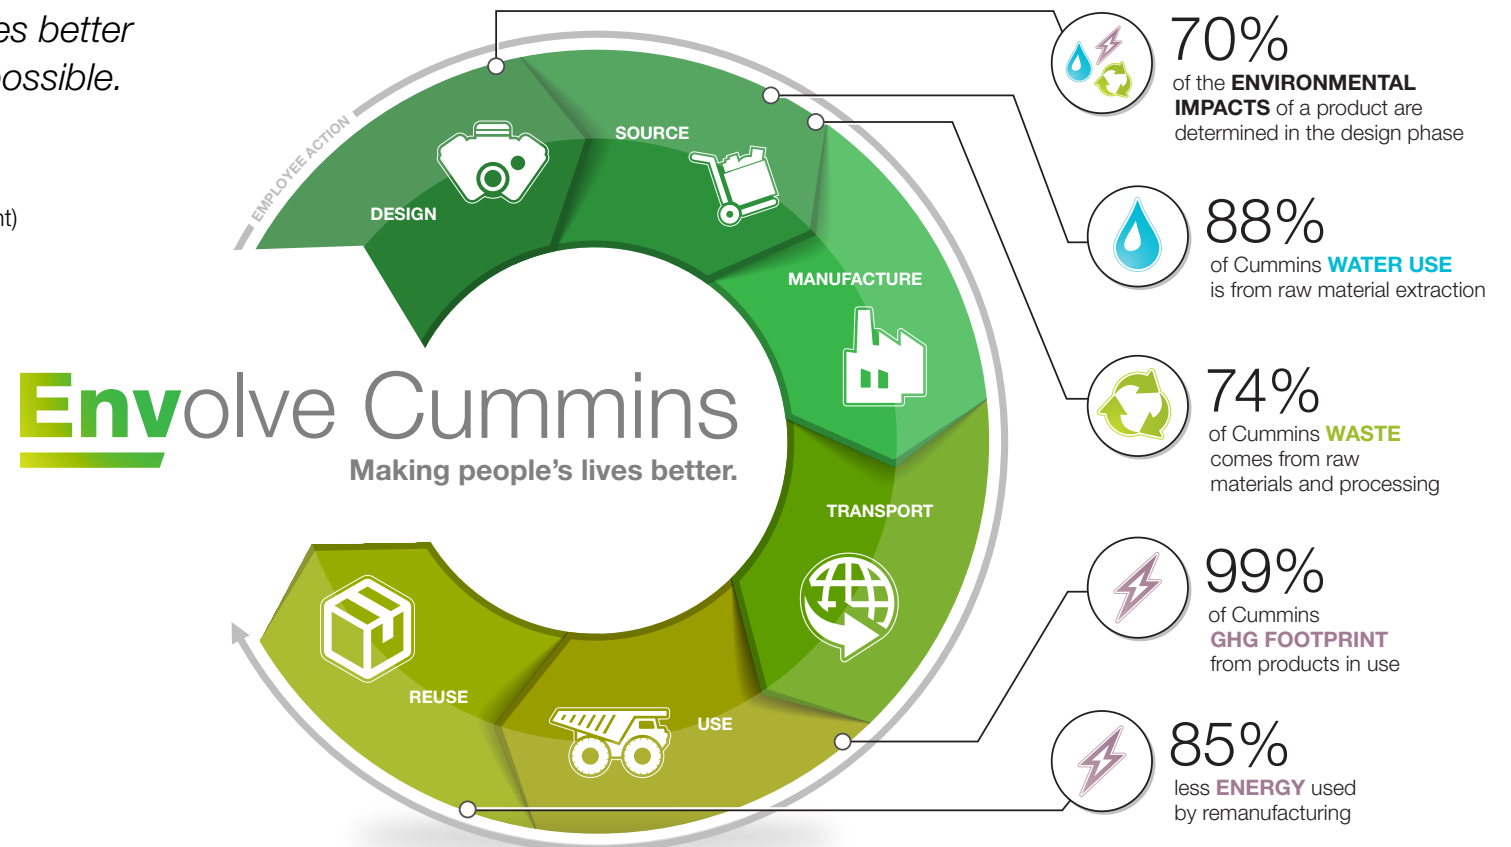 es better
possible.
nt)
EMPLOYEE ACTION
DESIGN
SOURCE
MANUFACTURE
TRANSPORT
USE
REUSE
Envolve Cummins
Making people’s lives better.
70%
of the ENVIRONMENTAL
IMPACTS of a product are
determined in the design phase
88%
of Cummins WATER USE
is from raw material extraction
74%
of Cummins WASTE
comes from raw
materials and processing
99%
of Cummins
GHG FOOTPRINT
from products in use
85%
less ENERGY used
by remanufacturing